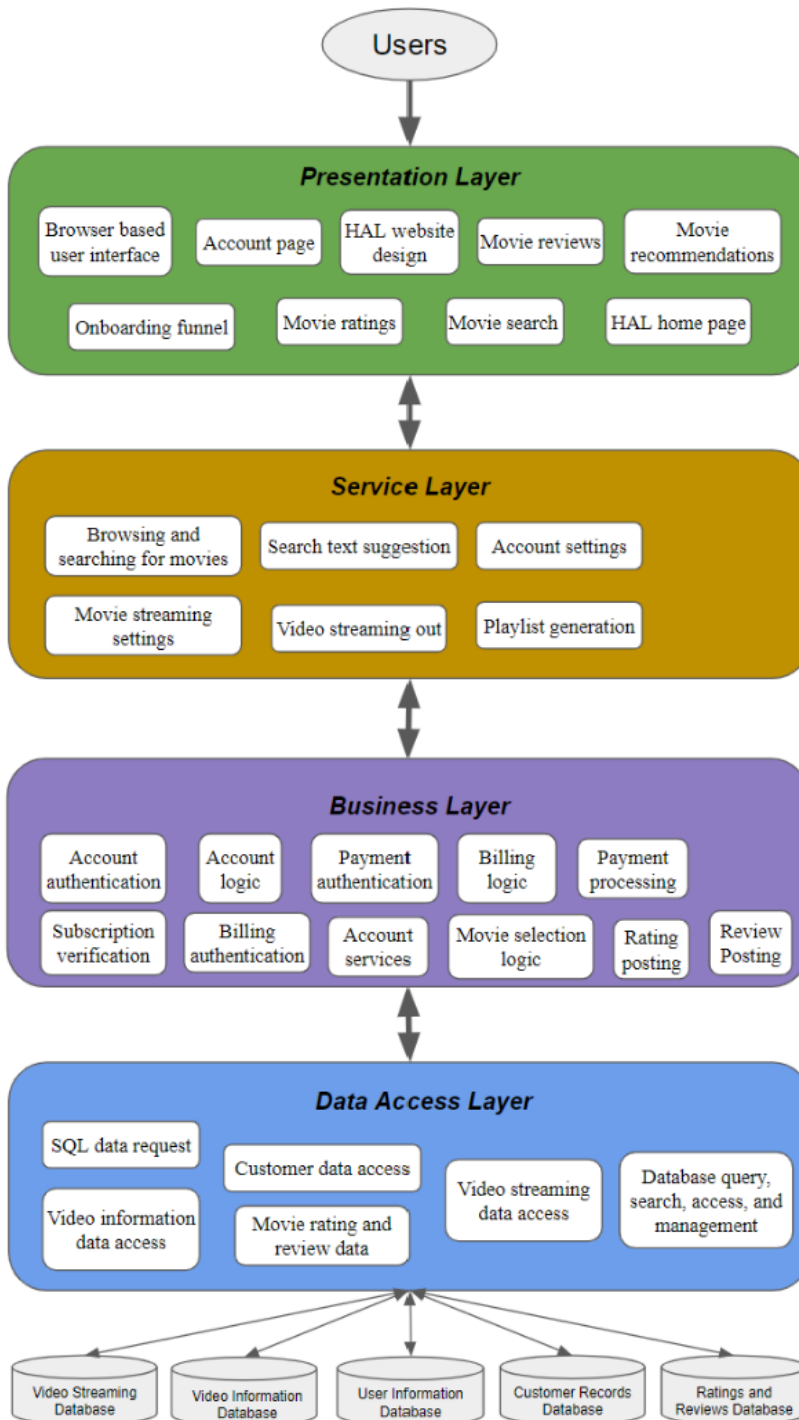 Users
Presentation Layer
Browser based
user interface
Account page
HAL website
design
Movie reviews
Movie
recommendations
Onboarding funnel
Movie ratings
Movie search
HAL home page
Service Layer
Browsing and
searching for movies
Search text suggestion
Account settings
Movie streaming
settings
Video streaming out
Playlist generation
Business Layer
Account
authentication
Account
logic
Payment
authentication
Billing
logic
Payment
processing
Subscription
verification
Billing
authentication
Account
services
Movie selection
logic
Rating
posting
Review
Posting
Data Access Layer
SQL data request
Customer data access
Video streaming
data access
Database query,
search, access, and
management
Video information
data access
Movie rating and
review data
Video Streaming
Database
Video Information
Database
User Information
Database
Customer Records
Database
Ratings and
Reviews Database